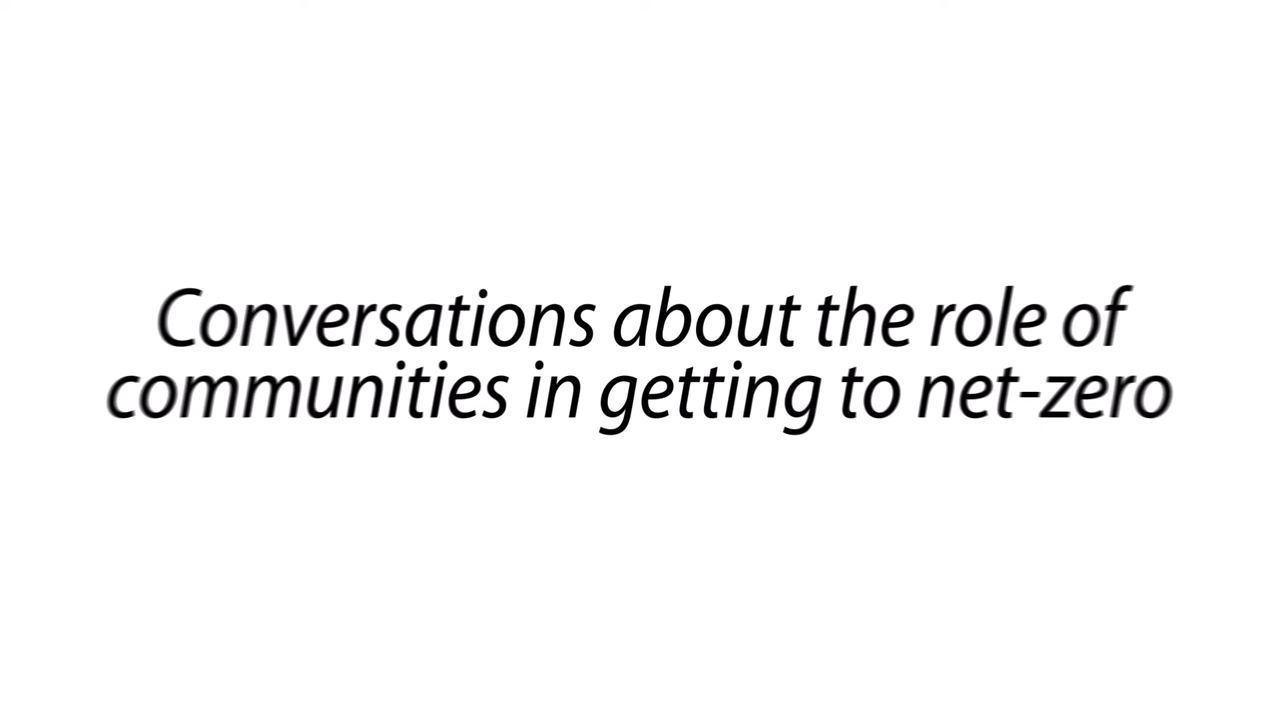 Conversations about the role of
communities in getting to net-zero